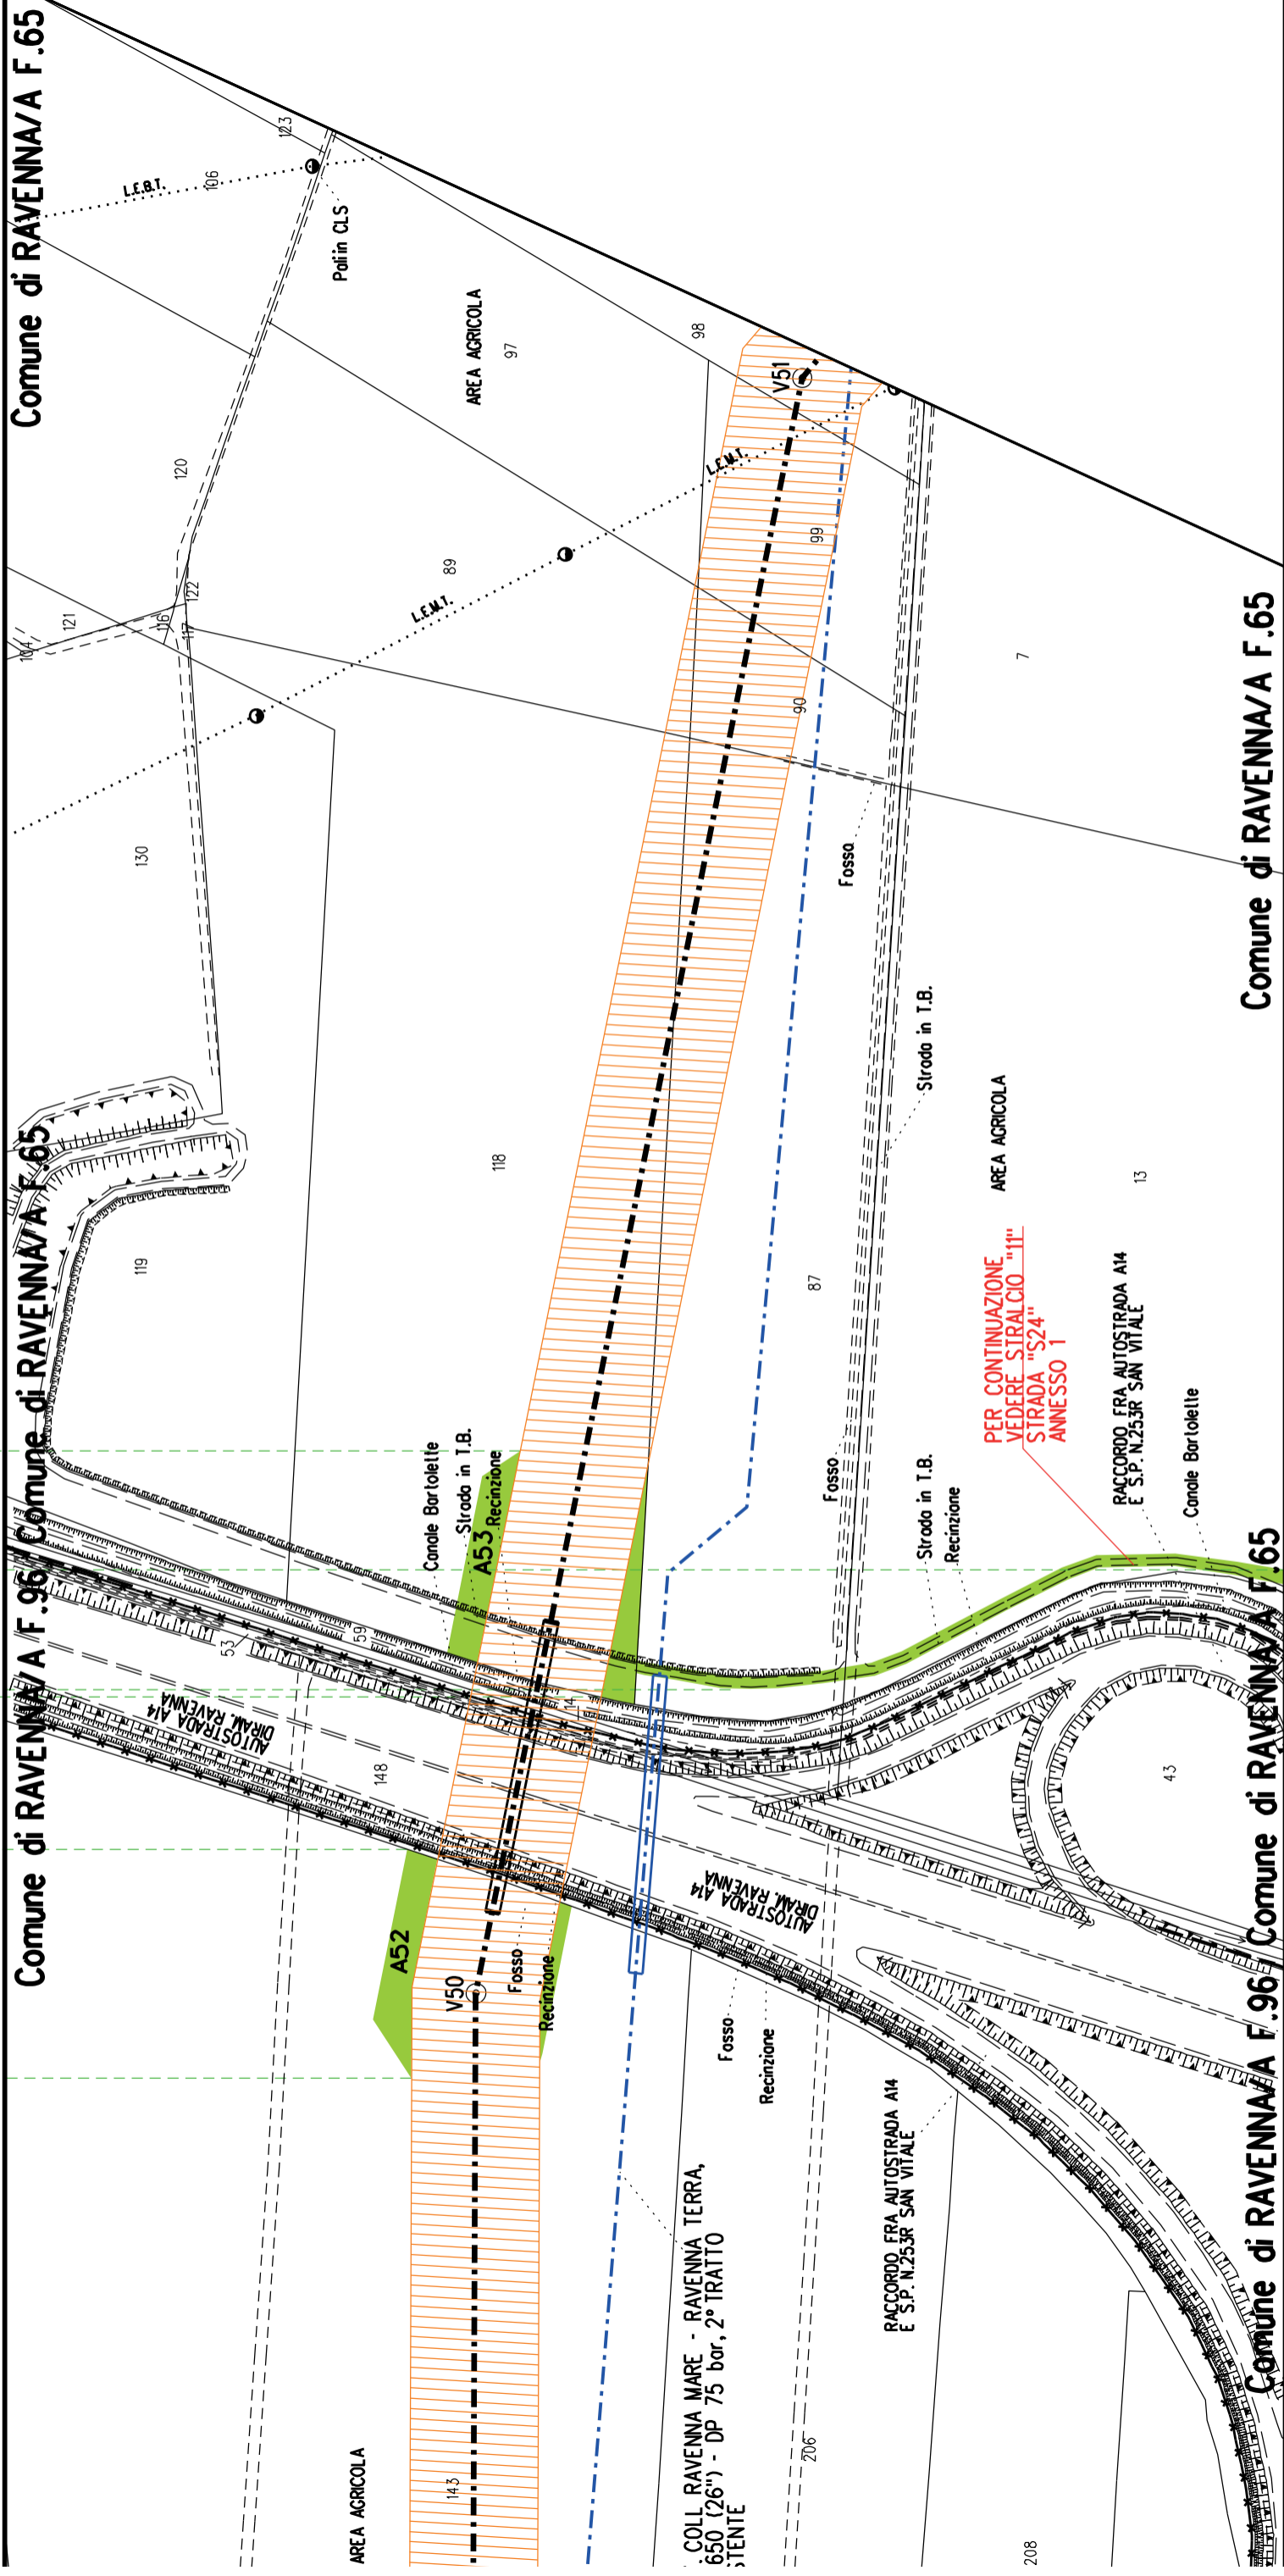 Comune di RAVENNA/A F.96
Comune di RAVENNA/A F.65
Comune di RAVENNA/A F.65
104
121
116
117
122
120
106
123
L.E.B.T.
Pali in CLS
130
119
53
59
AUTOSTRADA A14
DIRAM. RAVENNA
148
AREA AGRICOLA
143
A52
V50
Fosso
Recinzione
Canale Bartolette
Strada in T.B.
Recinzione
A53
14
118
L.E.M.T.
89
AREA AGRICOLA
97
98
L.E.M.T.
V51
99
90
87
Fosso
Strada in T.B.
7
. COLL RAVENNA MARE - RAVENNA TERRA,
650 (26") - DP 75 bar, 2° TRATTO
STENTE
Fosso
Recinzione
AUTOSTRADA A14
DIRAM. RAVENNA
206
RACCORDO FRA AUTOSTRADA A14
E S.P. N.253R SAN VITALE
208
Fosso
Strada in T.B.
Recinzione
AREA AGRICOLA
PER CONTINUAZIONE
VEDERE STRALCIO "11"
STRADA "S24"
ANNESSO 1
RACCORDO FRA AUTOSTRADA A14
E S.P. N.253R SAN VITALE
Canale Bartolette
13
43
Comune di RAVENNA/A F.96
Comune di RAVENNA/A F.65
Comune di RAVENNA/A F.65